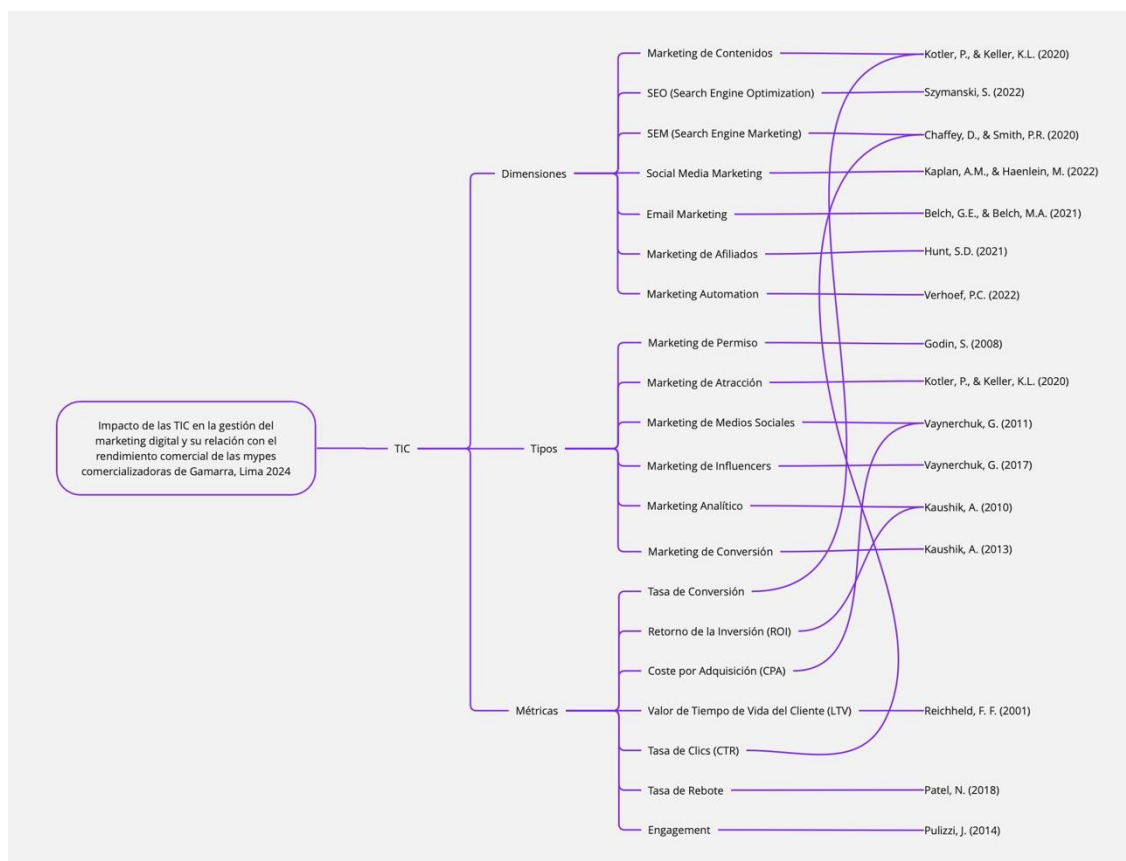 Impacto de las TIC en la gestión del
marketing digital y su relación con el
rendimiento comercial de las mypes
comercializadoras de Gamarra, Lima 2024
TIC
Dimensiones
Marketing de Contenidos
Kotler, P., & Keller, K.L. (2020)
SEO (Search Engine Optimization)
Szymanski, S. (2022)
SEM (Search Engine Marketing)
Chaffey, D., & Smith, P.R. (2020)
Social Media Marketing
Kaplan, A.M., & Haenlein, M. (2022)
Email Marketing
Belch, G.E., & Belch, M.A. (2021)
Marketing de Afiliados
Hunt, S.D. (2021)
Marketing Automation
Verhoef, P.C. (2022)
Tipos
Marketing de Permiso
Godin, S. (2008)
Marketing de Atracción
Kotler, P., & Keller, K.L. (2020)
Marketing de Medios Sociales
Vaynerchuk, G. (2011)
Marketing de Influencers
Vaynerchuk, G. (2017)
Marketing Analítico
Kaushik, A. (2010)
Marketing de Conversión
Kaushik, A. (2013)
Métricas
Tasa de Conversión
Retorno de la Inversión (ROI)
Coste por Adquisición (CPA)
Valor de Tiempo de Vida del Cliente (LTV)
Reichheld, F. F. (2001)
Tasa de Clics (CTR)
Tasa de Rebote
Patel, N. (2018)
Engagement
Pulizzi, J. (2014)